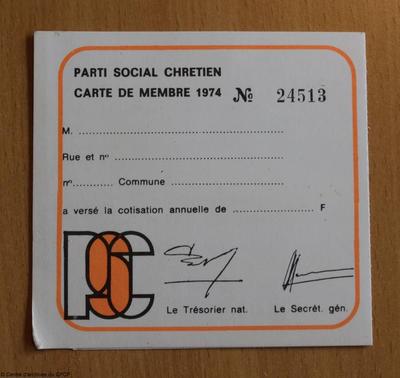 PARTI SOCIAL CHRETIEN
CARTE DE MEMBRE 1974 No 24513
M. ............................................................
Rue et no ..................................................
no........... Commune ..................................
a versé la cotisation annuelle de ........................ F
PSC
Le Trésorier nat. Le Secrét. gén.